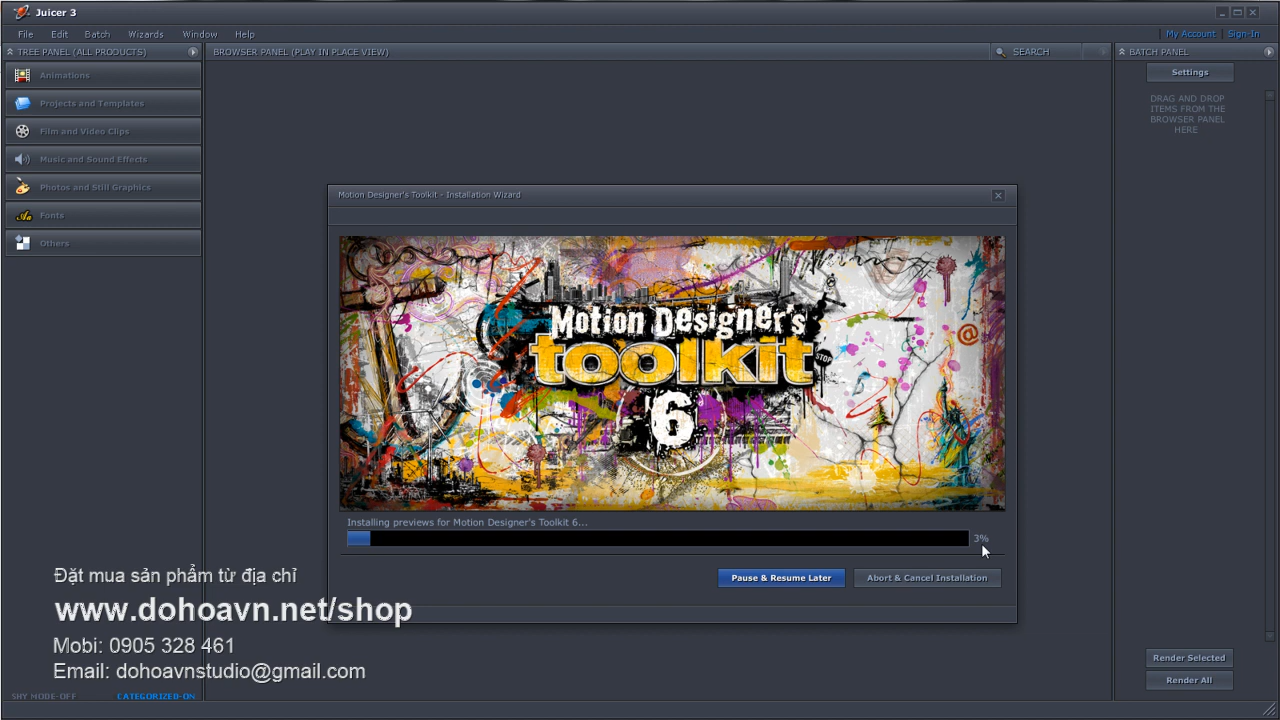 Juicer 3
File Edit Batch Wizards Window Help
My Account | Sign-In
TREE PANEL (ALL PRODUCTS)
BROWSER PANEL (PLAY IN PLACE VIEW)
SEARCH
BATCH PANEL
Animations
Projects and Templates
Film and Video Clips
Music and Sound Effects
Photos and Still Graphics
Fonts
Others
Settings
DRAG AND DROP
ITEMS FROM THE
BROWSER PANEL
HERE
Motion Designer's Toolkit - Installation Wizard
Motion Designer's
toolkit
STOP
@
6
Installing previews for Motion Designer's Toolkit 6...
3%
Pause & Resume Later
Abort & Cancel Installation
Đặt mua sản phẩm từ địa chỉ
www.dohoavn.net/shop
Mobi: 0905 328 461
Email: dohoavnstudio@gmail.com
SHY MODE-OFF
CATEGORIZED-ON
Render Selected
Render All